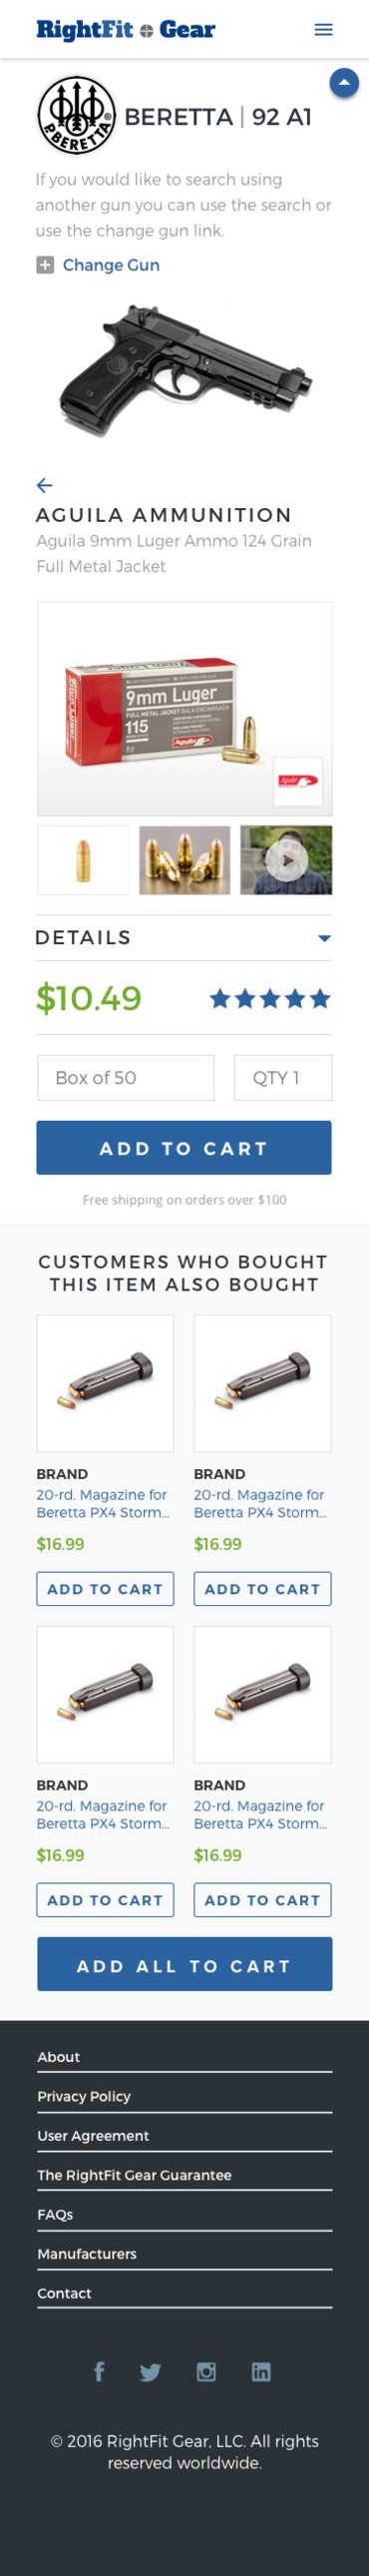 RightFit Gear
P. BERETTA
BERETTA | 92 A1
If you would like to search using
another gun you can use the search or
use the change gun link.
Change Gun
AGUILA AMMUNITION
Aguila 9mm Luger Ammo 124 Grain
Full Metal Jacket
9mm Luger
9mm Luger
FULL METAL JACKET BALA ENCAMISADA
115
Aguila
Aguila
DETAILS
$10.49
Box of 50
QTY 1
ADD TO CART
Free shipping on orders over $100
CUSTOMERS WHO BOUGHT
THIS ITEM ALSO BOUGHT
BRAND
20-rd. Magazine for
Beretta PX4 Storm...
$16.99
ADD TO CART
BRAND
20-rd. Magazine for
Beretta PX4 Storm...
$16.99
ADD TO CART
BRAND
20-rd. Magazine for
Beretta PX4 Storm...
$16.99
ADD TO CART
BRAND
20-rd. Magazine for
Beretta PX4 Storm...
$16.99
ADD TO CART
ADD ALL TO CART
About
Privacy Policy
User Agreement
The RightFit Gear Guarantee
FAQs
Manufacturers
Contact
© 2016 RightFit Gear, LLC. All rights
reserved worldwide.